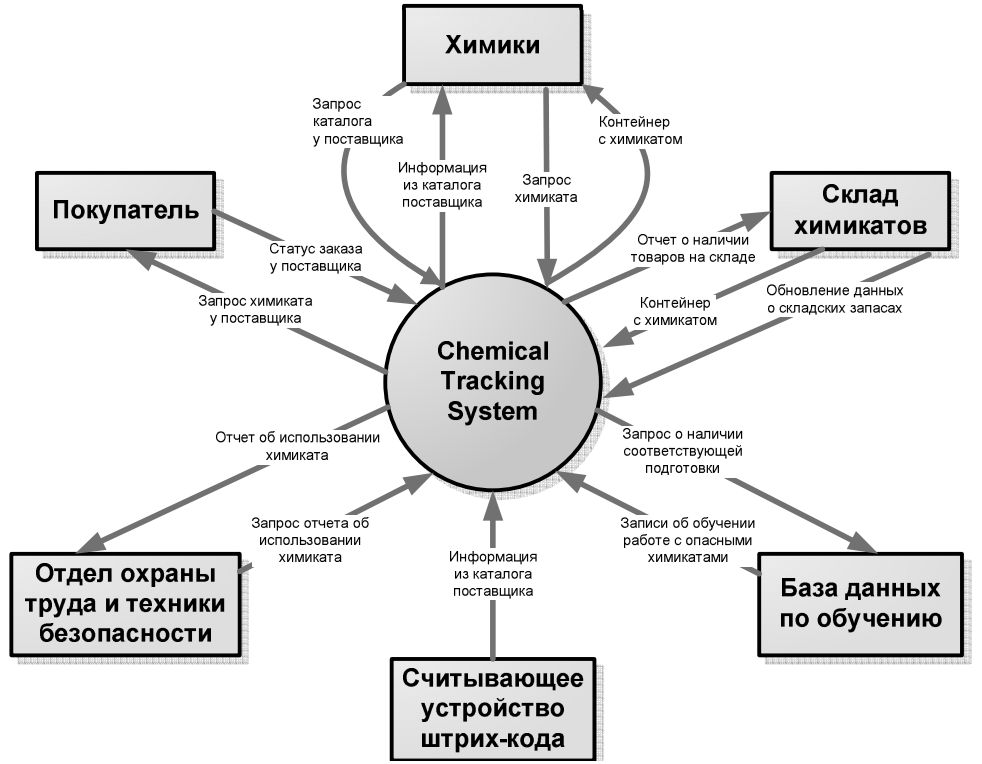 Химики
Запрос
каталога
у поставщика
Информация
из каталога
поставщика
Запрос
химиката
Контейнер
с химикатом
Покупатель
Склад
химикатов
Статус заказа
у поставщика
Отчет о наличии
товаров на складе
Запрос химиката
у поставщика
Контейнер
с химикатом
Обновление данных
о складских запасах
Chemical
Tracking
System
Отчет об использовании
химиката
Запрос о наличии
соответствующей
подготовки
Запрос отчета об
использовании
химиката
Информация
из каталога
поставщика
Записи об обучении
работе с опасными
химикатами
Отдел охраны
труда и техники
безопасности
База данных
по обучению
Считывающее
устройство
штрих-кода